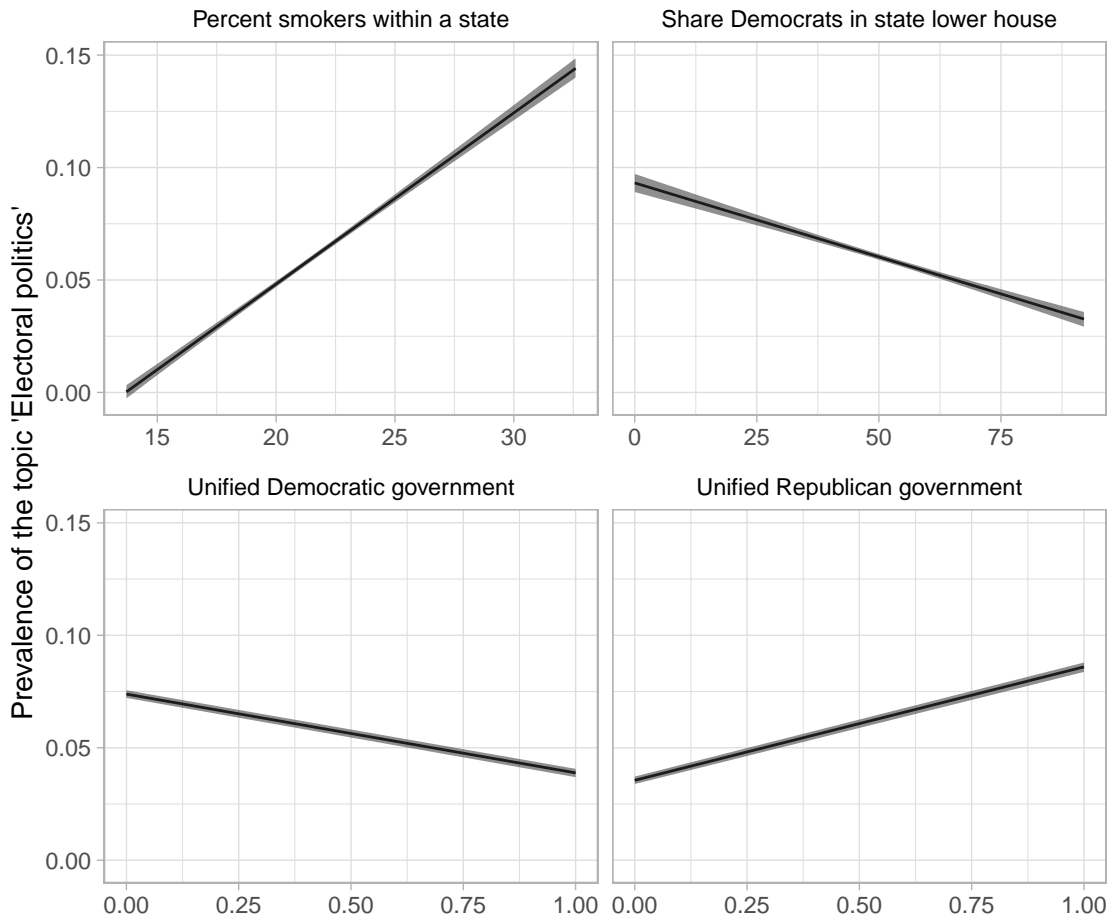 Percent smokers within a state
Share Democrats in state lower house
Prevalence of the topic 'Electoral politics'
0.15
0.10
0.05
0.00
15 20 25 30
0 25 50 75
Unified Democratic government
Unified Republican government
0.15
0.10
0.05
0.00
0.00 0.25 0.50 0.75 1.00
0.00 0.25 0.50 0.75 1.00